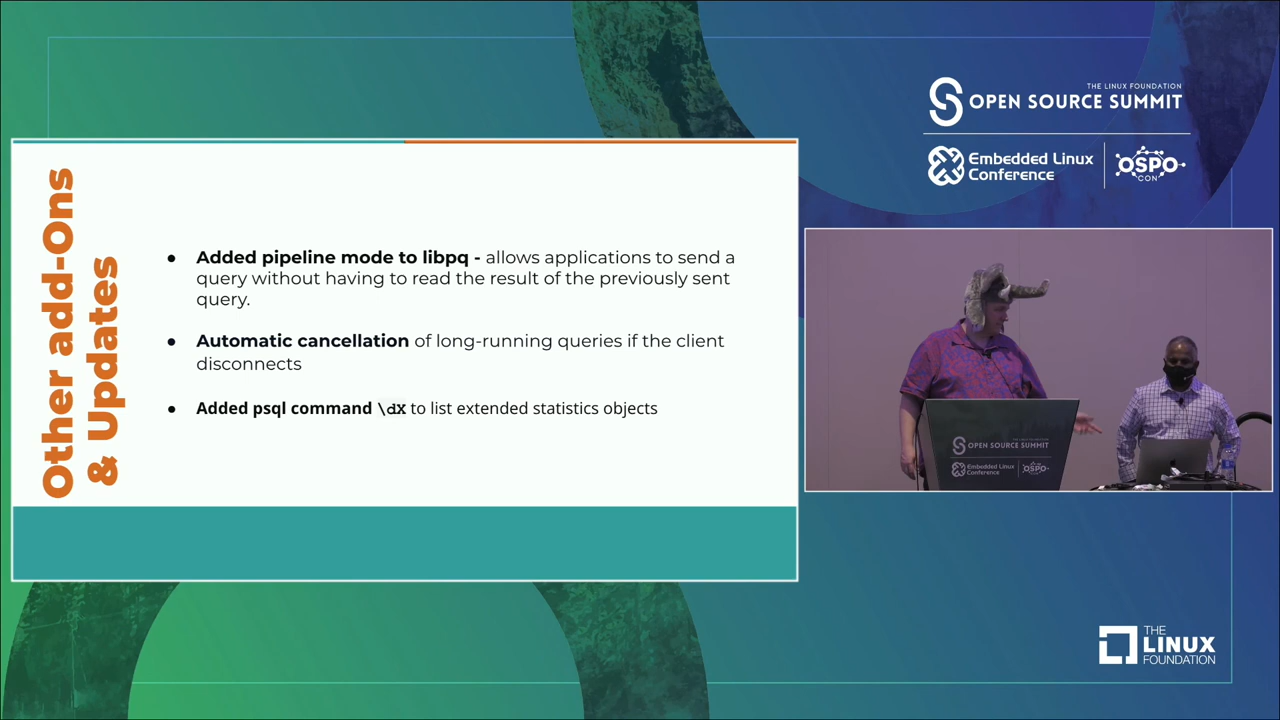 THE LINUX FOUNDATION
OPEN SOURCE SUMMIT
Embedded Linux
Conference
OSPO
CON
Other add-Ons
& Updates
● Added pipeline mode to libpq - allows applications to send a
query without having to read the result of the previously sent
query.
● Automatic cancellation of long-running queries if the client
disconnects
● Added psql command \dX to list extended statistics objects
OPEN SOURCE SUMMIT
Embedded Linux
Conference
OSPO
THE
LINUX
FOUNDATION